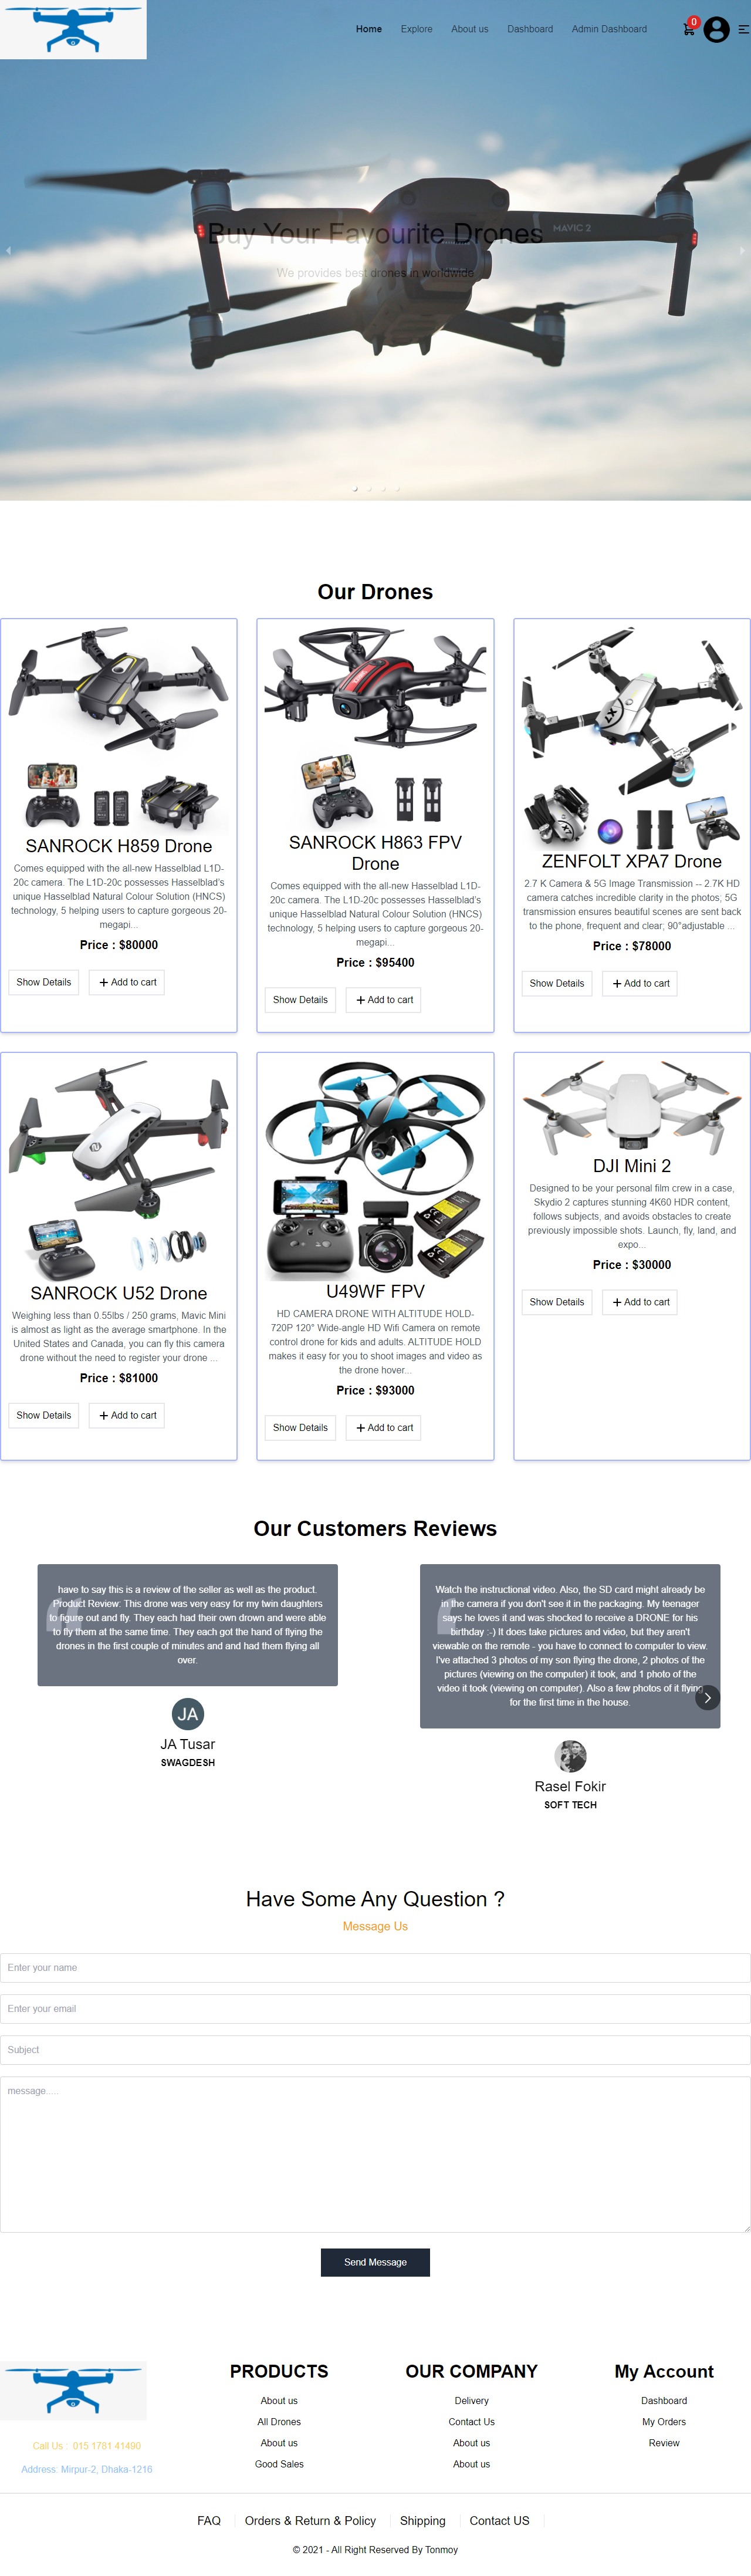 Home Explore About us Dashboard Admin Dashboard 0
Buy Your Favourite Drones
MAVIC 2
We provides best drones in worldwide
Our Drones
SANROCK H859 Drone
Comes equipped with the all-new Hasselblad L1D-
20c camera. The L1D-20c possesses Hasselblad's
unique Hasselblad Natural Colour Solution (HNCS)
technology, 5 helping users to capture gorgeous 20-
megapi...
Price : $80000
Show Details + Add to cart
SANROCK H863 FPV
Drone
Comes equipped with the all-new Hasselblad L1D-
20c camera. The L1D-20c possesses Hasselblad's
unique Hasselblad Natural Colour Solution (HNCS)
technology, 5 helping users to capture gorgeous 20-
megapi...
Price : $95400
Show Details + Add to cart
ZENFOLT XPA7 Drone
2.7 K Camera & 5G Image Transmission -- 2.7K HD
camera catches incredible clarity in the photos; 5G
transmission ensures beautiful scenes are sent back
to the phone, frequent and clear; 90°adjustable ...
Price : $78000
Show Details + Add to cart
SANROCK U52 Drone
Weighing less than 0.55lbs / 250 grams, Mavic Mini
is almost as light as the average smartphone. In the
United States and Canada, you can fly this camera
drone without the need to register your drone ...
Price : $81000
Show Details + Add to cart
U49WF FPV
HD CAMERA DRONE WITH ALTITUDE HOLD-
720P 120° Wide-angle HD Wifi Camera on remote
control drone for kids and adults. ALTITUDE HOLD
makes it easy for you to shoot images and video as
the drone hover...
Price : $93000
Show Details + Add to cart
DJI Mini 2
Designed to be your personal film crew in a case,
Skydio 2 captures stunning 4K60 HDR content,
follows subjects, and avoids obstacles to create
previously impossible shots. Launch, fly, land, and
expo...
Price : $30000
Show Details + Add to cart
Our Customers Reviews
have to say this is a review of the seller as well as the product.
Product Review: This drone was very easy for my twin daughters
to figure out and fly. They each had their own drown and were able
to fly them at the same time. They each got the hand of flying the
drones in the first couple of minutes and and had them flying all
over.
JA
JA Tusar
SWAGDESH
Watch the instructional video. Also, the SD card might already be
in the camera if you don't see it in the packaging. My teenager
says he loves it and was shocked to receive a DRONE for his
birthday :-) It does take pictures and video, but they aren't
viewable on the remote - you have to connect to computer to view.
I've attached 3 photos of my son flying the drone, 2 photos of the
pictures (viewing on the computer) it took, and 1 photo of the
video it took (viewing on computer). Also a few photos of it flying
for the first time in the house.
Rasel Fokir
SOFT TECH
Have Some Any Question ?
Message Us
Enter your name
Enter your email
Subject
message.....
Send Message
Call Us : 015 1781 41490
Address: Mirpur-2, Dhaka-1216
PRODUCTS
About us
All Drones
About us
Good Sales
OUR COMPANY
Delivery
Contact Us
About us
About us
My Account
Dashboard
My Orders
Review
FAQ Orders & Return & Policy Shipping Contact US
© 2021 - All Right Reserved By Tonmoy